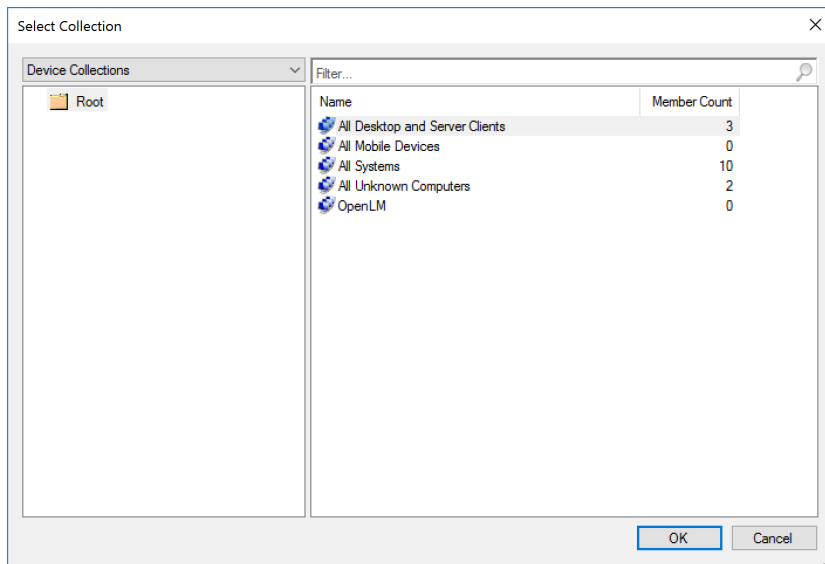 Select Collection
Device Collections
Filter...
Root
Name Member Count
All Desktop and Server Clients 3
All Mobile Devices 0
All Systems 10
All Unknown Computers 2
OpenLM 0
OK Cancel